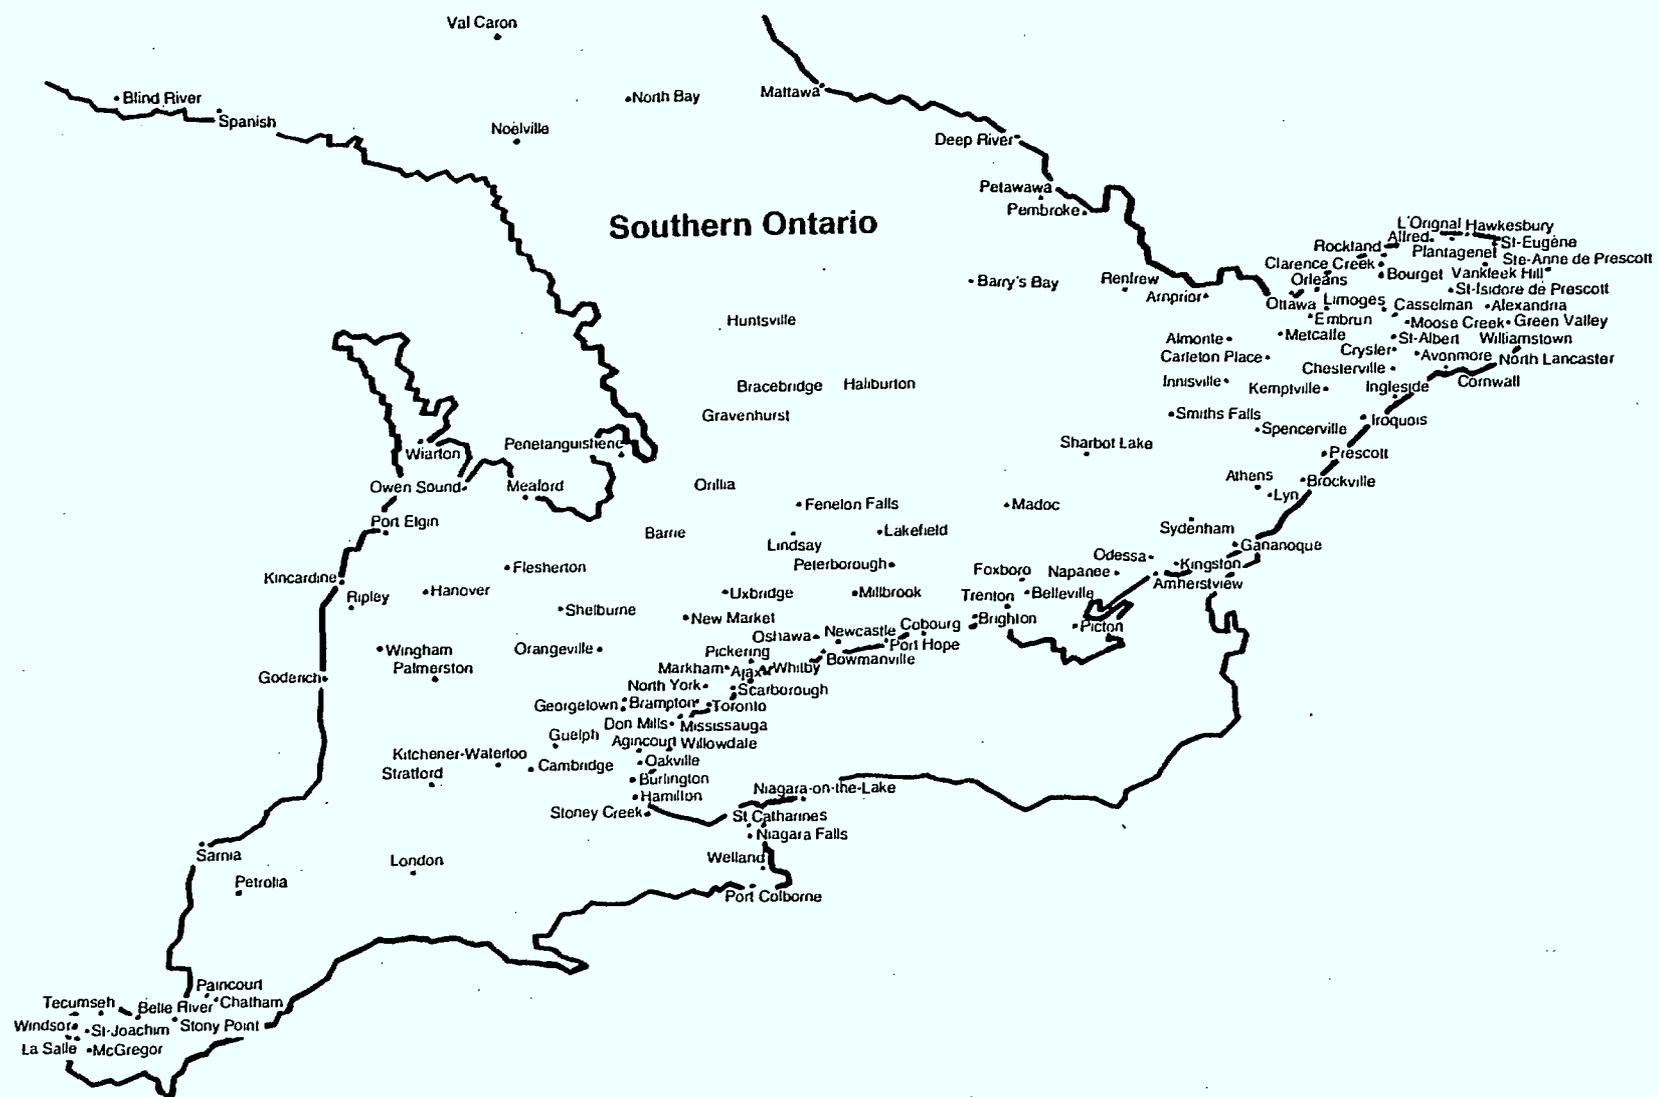 Val Caron
Blind River
Spanish
North Bay
Mattawa
Noelville
Deep River
Petawawa
Pembroke
Southern Ontario
L'Orignal Hawkesbury
Rockland Allred St-Eugène
Plantagenet Ste-Anne de Prescott
Clarence Creek Bourget Vankleek Hill
Barry's Bay Renfrew Orleans St-Isidore de Prescott
Arnprior Ottawa Limoges Casselman Alexandria
Huntsville Embrun Moose Creek Green Valley
Almonte Metcalfe St-Albert Williamstown
Carleton Place Crysler Avonmore North Lancaster
Chesterville
Bracebridge Haliburton Innisville Kemptville Ingleside Cornwall
Gravenhurst Smiths Falls Iroquois
Spencerville
Wiarton Penetanguishene Sharbot Lake Prescott
Owen Sound Meaford Orillia Athens Brockville
Lyn
Port Elgin Fenelon Falls Madoc
Barrie Lakefield Sydenham
Lindsay Gananoque
Flesherton Peterborough Odessa Kingston
Kincardine Foxboro Napanee Amherstview
Ripley Hanover Uxbridge Millbrook Trenton Belleville
Shelburne New Market Brighton
Oshawa Newcastle Cobourg Picton
Wingham Orangeville Pickering Bowmanville Port Hope
Goderich Palmerston Markham Ajax Whitby
North York Scarborough
Georgetown Brampton Toronto
Don Mills Mississauga
Guelph Agincourt Willowdale
Kitchener-Waterloo Oakville
Stratford Cambridge Burlington
Hamilton Niagara-on-the-Lake
Stoney Creek St Catharines
Niagara Falls
Sarnia London Welland
Petrolia Port Colborne
Paincourt
Tecumseh Belle River Chatham
Windsor St-Joachim Stony Point
La Salle McGregor